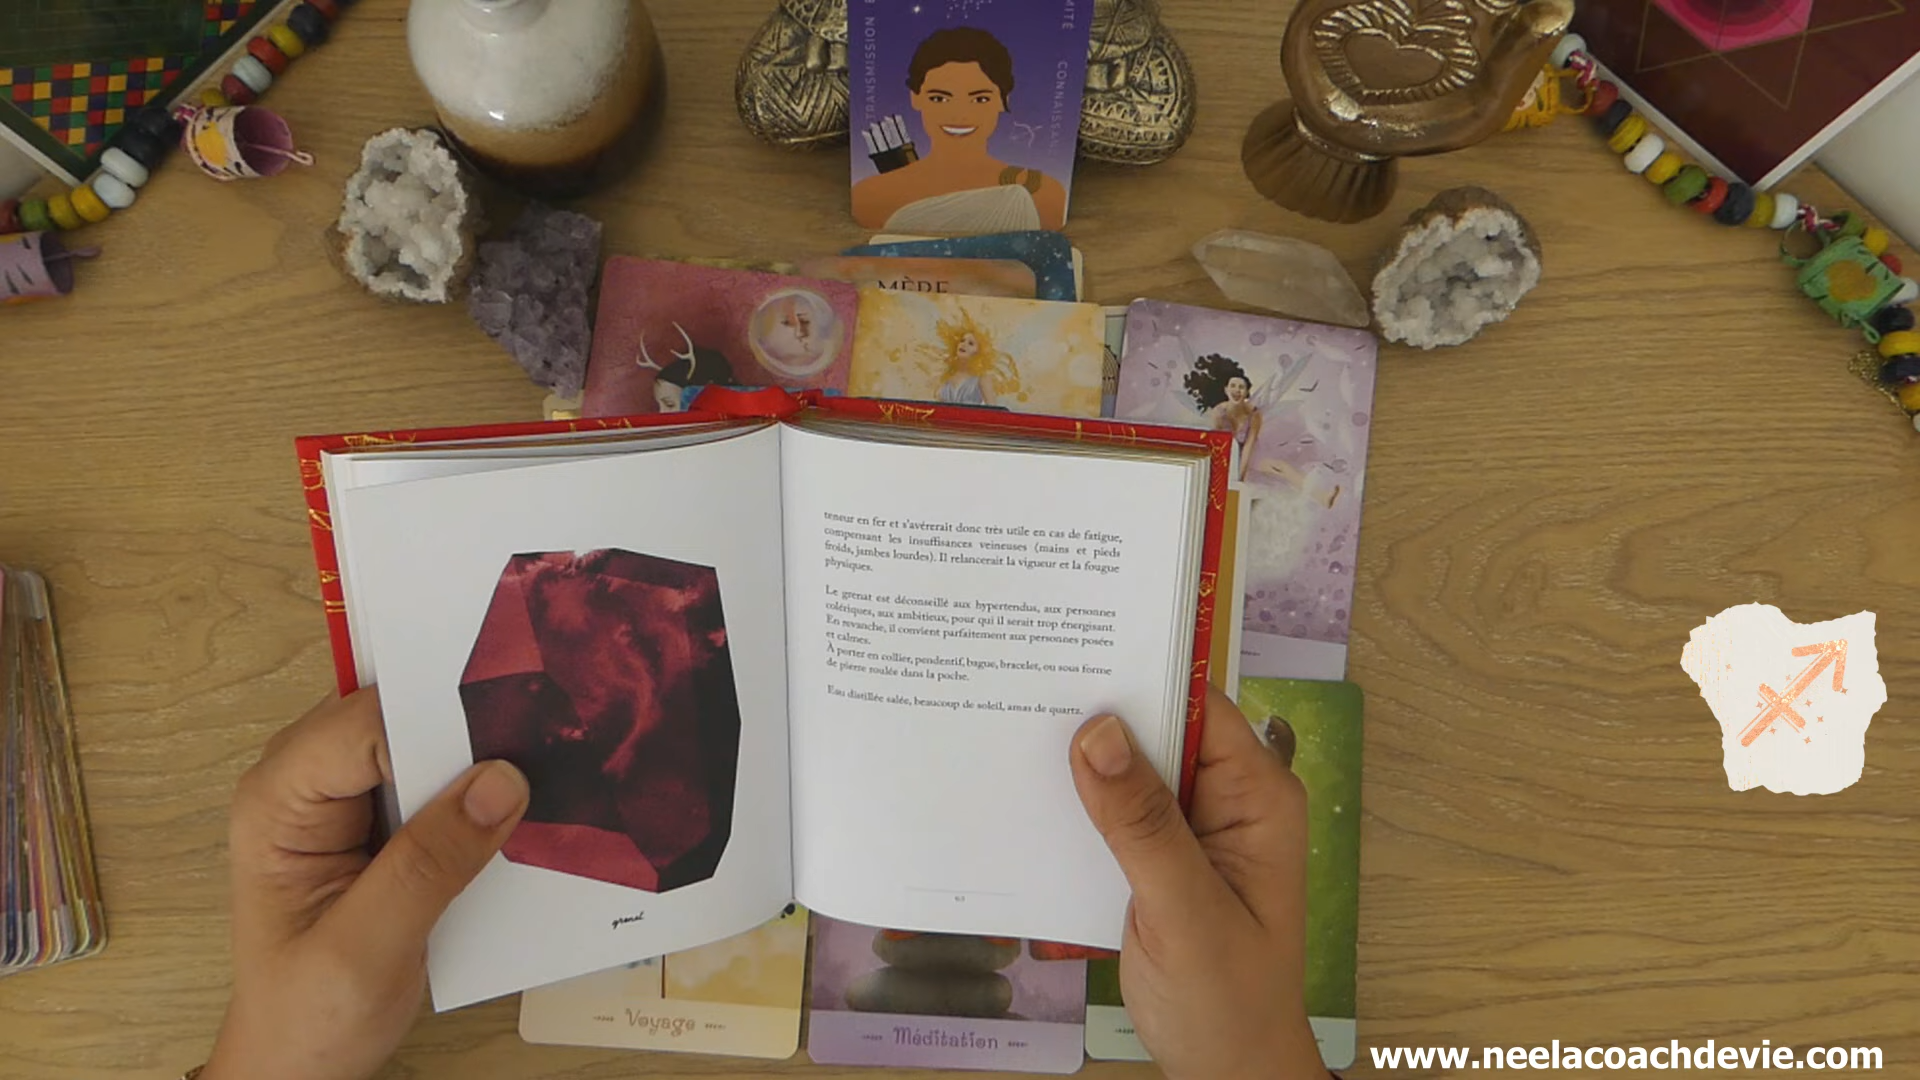 TRANSMISSION
CONNAISSAN
MÈRE
teneur en fer et s'avérerait donc très utile en cas de fatigue,
compensant les insuffisances veineuses (mains et pieds
froids, jambes lourdes). Il relancerait la vigueur et la fougue
physiques.
Le grenat est déconseillé aux hypertendus, aux personnes
colériques, aux ambitieux, pour qui il serait trop énergisant.
En revanche, il convient parfaitement aux personnes posées
et calmes.
À porter en collier, pendentif, bague, bracelet, ou sous forme
de pierre roulée dans la poche.
Eau distillée salée, beaucoup de soleil, amas de quartz.
grenat
Voyage
Méditation
www.neelacoachdevie.com